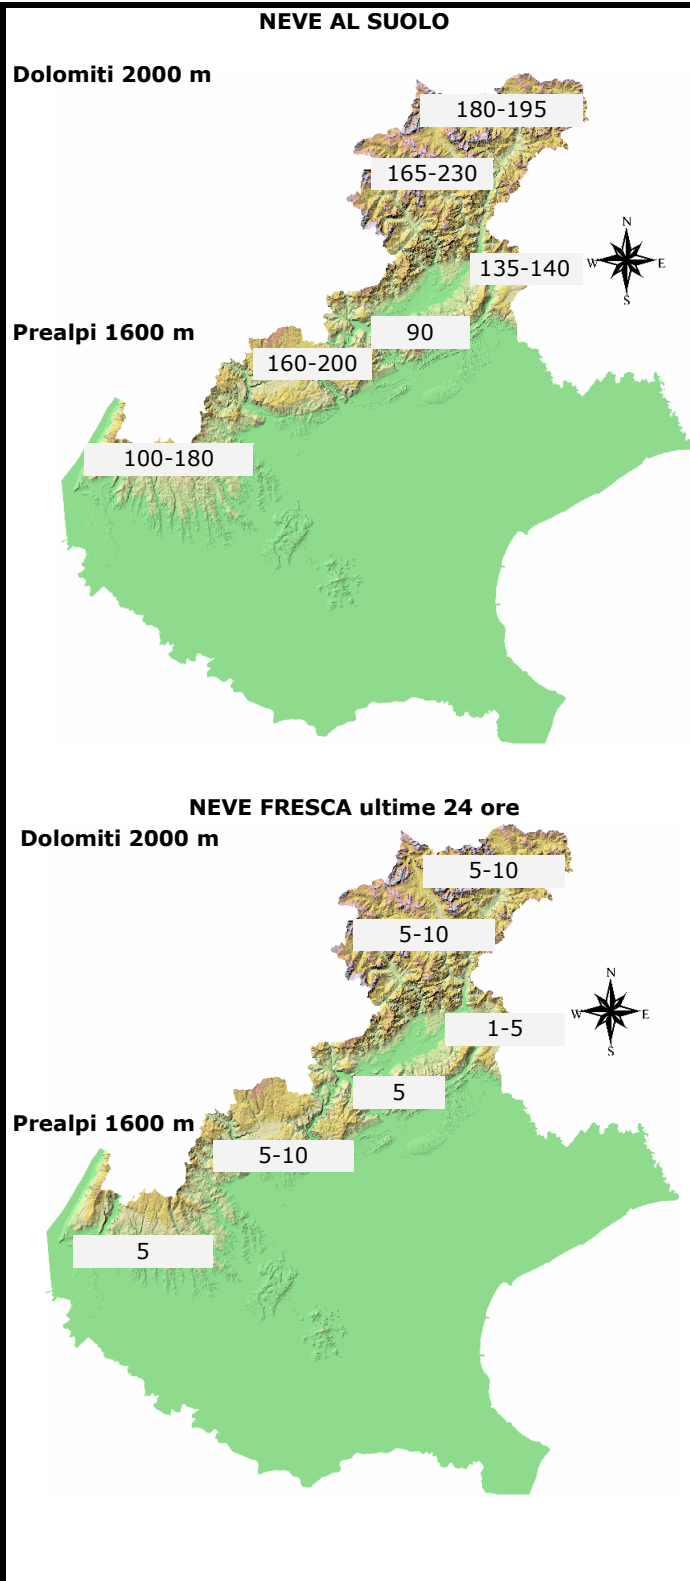 NEVE AL SUOLO
Dolomiti 2000 m
180-195
165-230
N
W E
S
135-140
Prealpi 1600 m
90
160-200
100-180
NEVE FRESCA ultime 24 ore
Dolomiti 2000 m
5-10
5-10
N
W E
S
1-5
5
Prealpi 1600 m
5-10
5